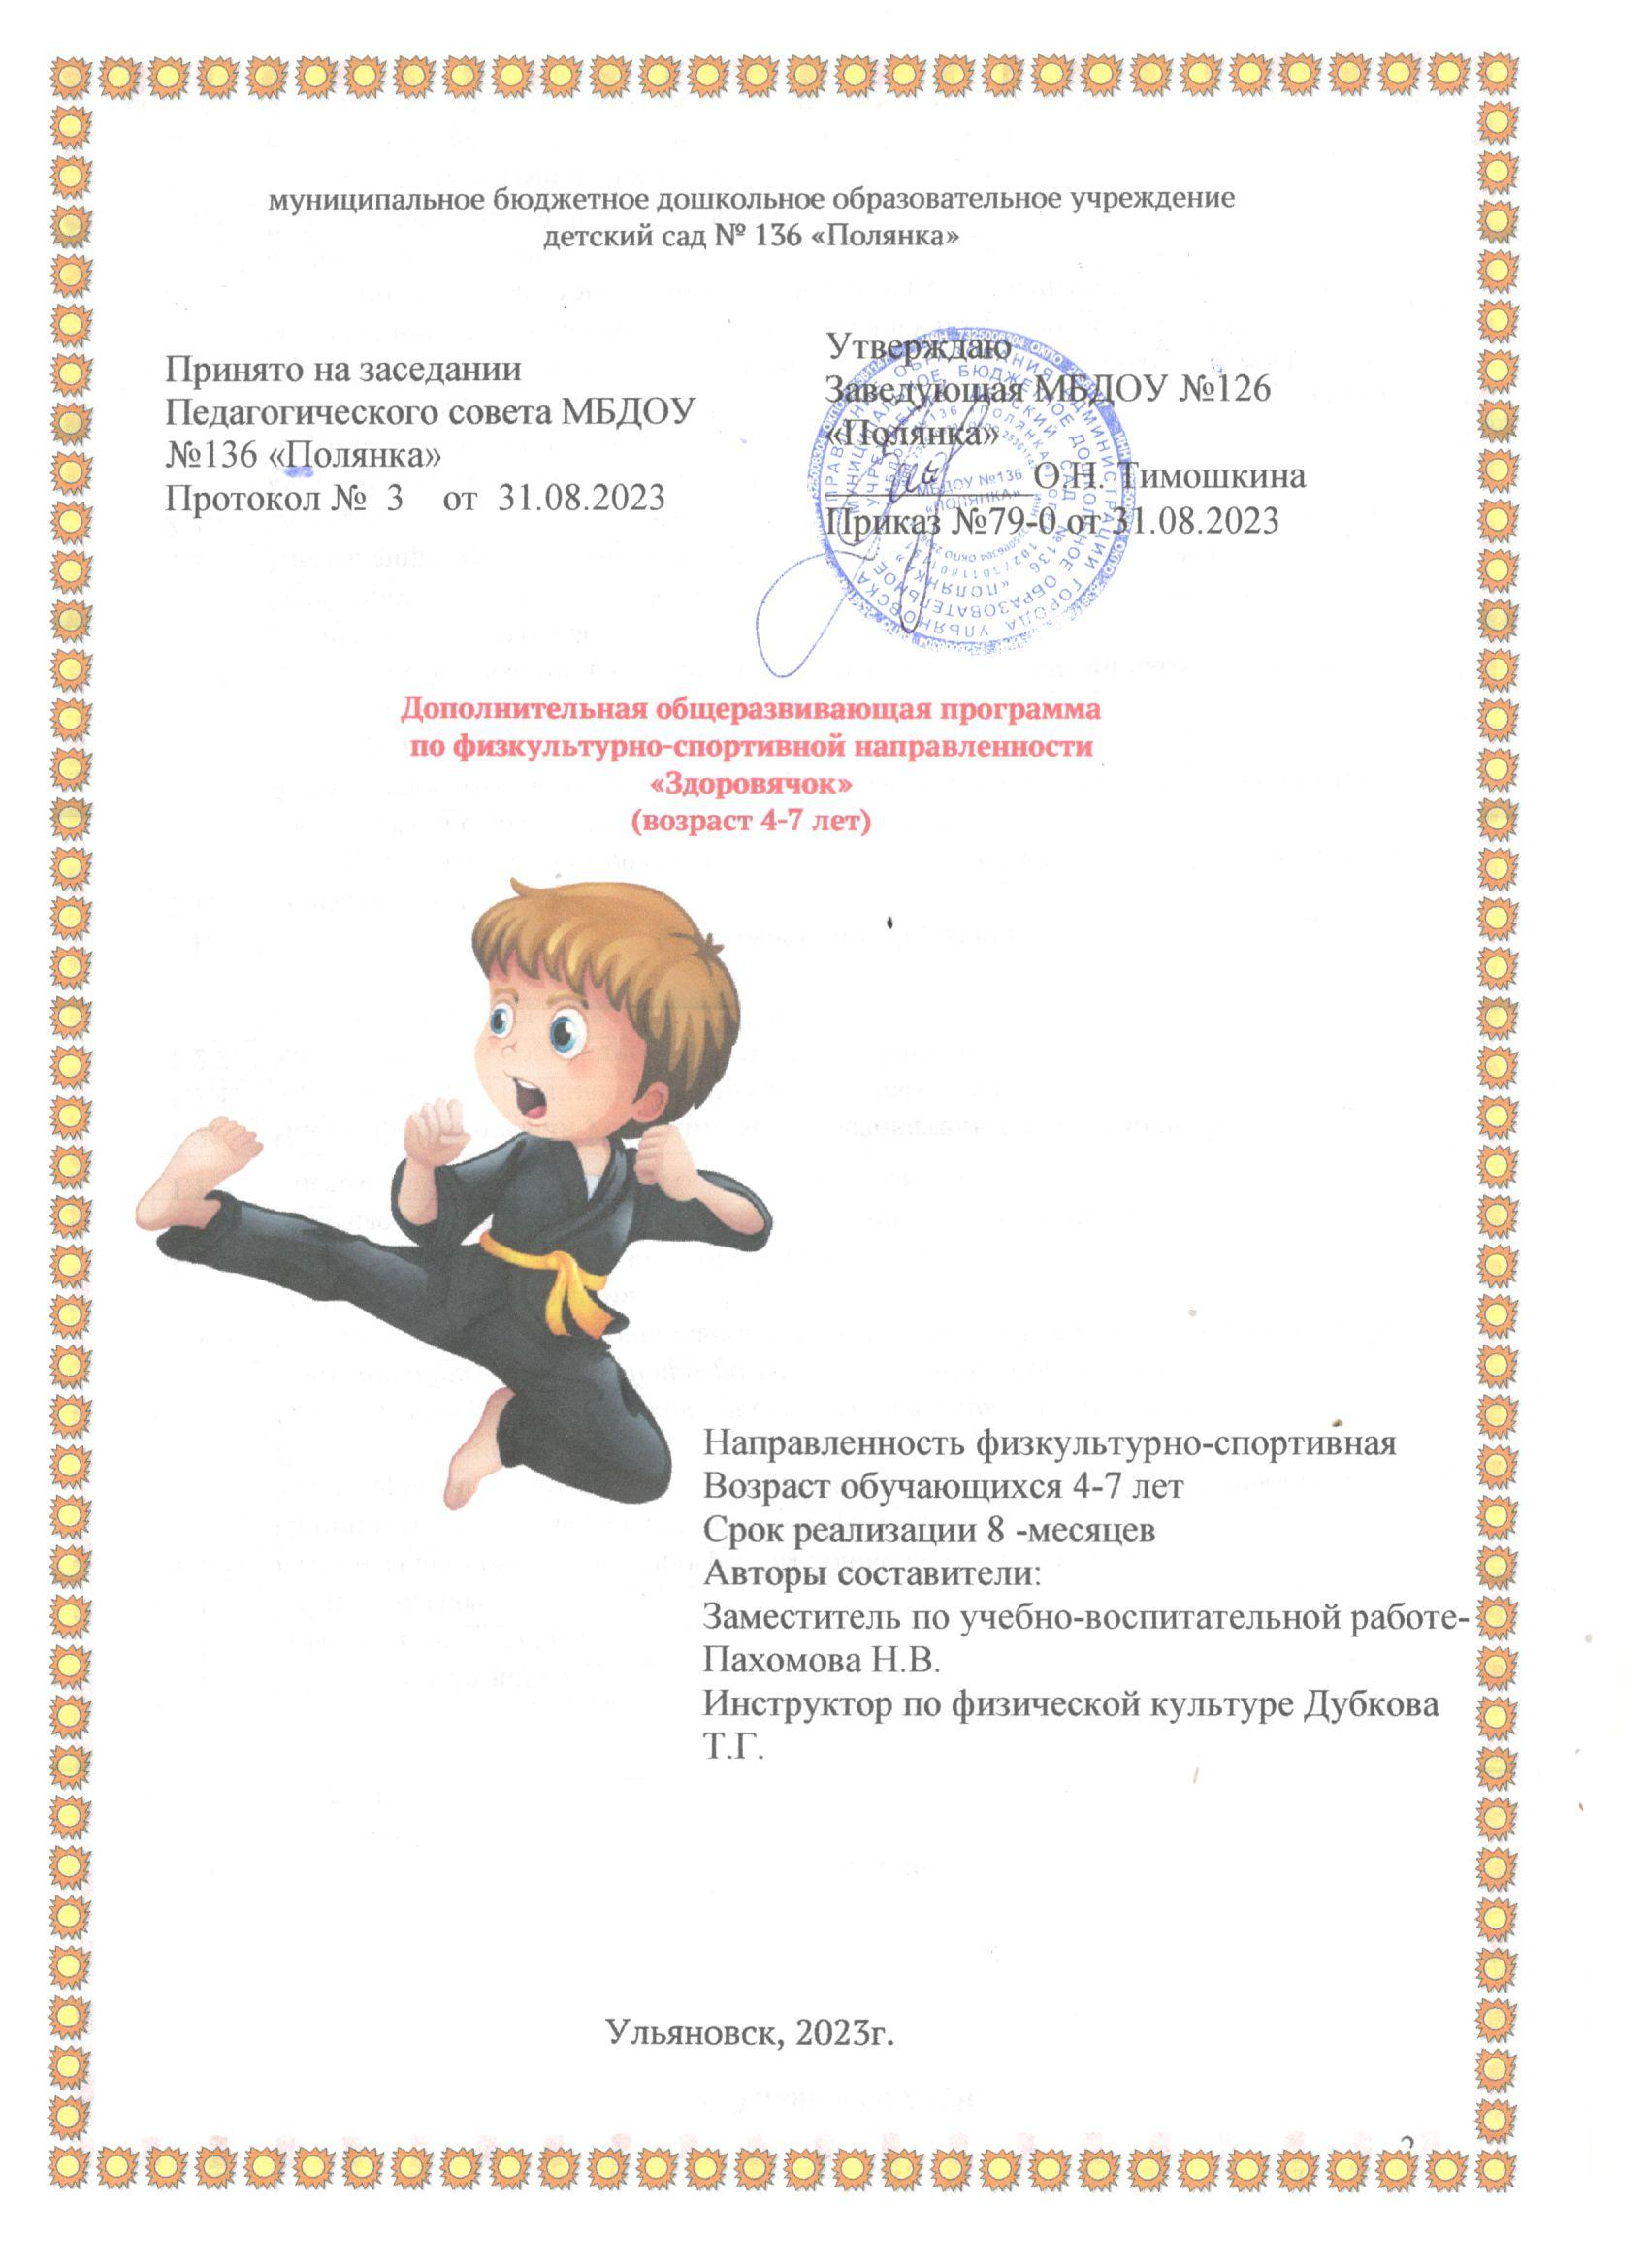 муниципальное бюджетное дошкольное образовательное учреждение
детский сад № 136 «Полянка»
Принято на заседании
Педагогического совета МБДОУ
№136 «Полянка»
Протокол № 3 от 31.08.2023
Утверждаю
Заведующая МБДОУ №126
«Полянка»
О.Н. Тимошкина
Приказ №79-0 от 31.08.2023
МБДОУ №136
«ПОЛЯНКА»
Дополнительная общеразвивающая программа
по физкультурно-спортивной направленности
«Здоровячок»
(возраст 4-7 лет)
Направленность физкультурно-спортивная
Возраст обучающихся 4-7 лет
Срок реализации 8 -месяцев
Авторы составители:
Заместитель по учебно-воспитательной работе-
Пахомова Н.В.
Инструктор по физической культуре Дубкова
Т.Г.
Ульяновск, 2023г.